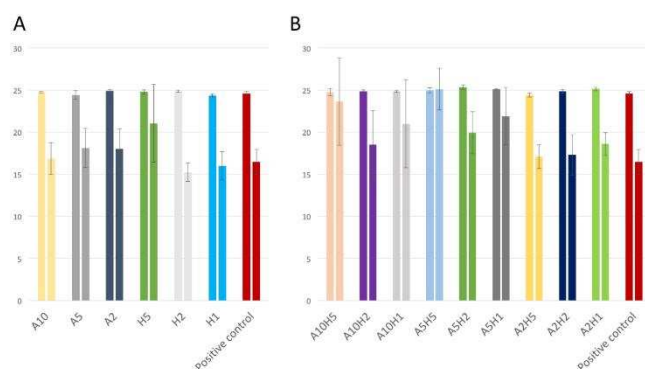 A
B
30
25
20
15
10
5
0
A10
A5
A2
H5
H2
H1
Positive control
30
25
20
15
10
5
0
A10H5
A10H2
A10H1
A5H5
A5H2
A5H1
A2H5
A2H2
A2H1
Positive control